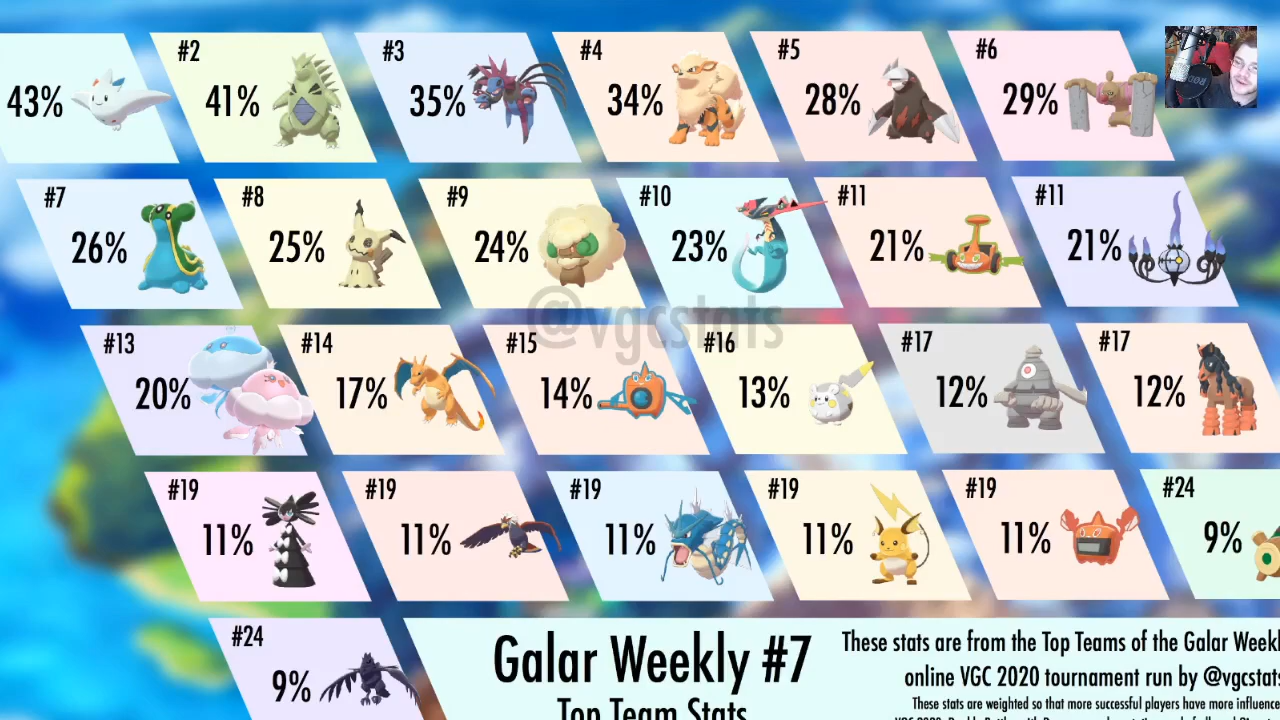 #2 #3 #4 #5 #6
43% 41% 35% 34% 28% 29%
#7 #8 #9 #10 #11 #11
26% 25% 24% 23% 21% 21%
@vgcstats
#13 #14 #15 #16 #17 #17
20% 17% 14% 13% 12% 12%
#19 #19 #19 #19 #19 #24
11% 11% 11% 11% 11% 9%
#24
9%
Galar Weekly #7
Top Team Stats
These stats are from the Top Teams of the Galar Weekl
online VGC 2020 tournament run by @vgcstats
These stats are weighted so that more successful players have more influence